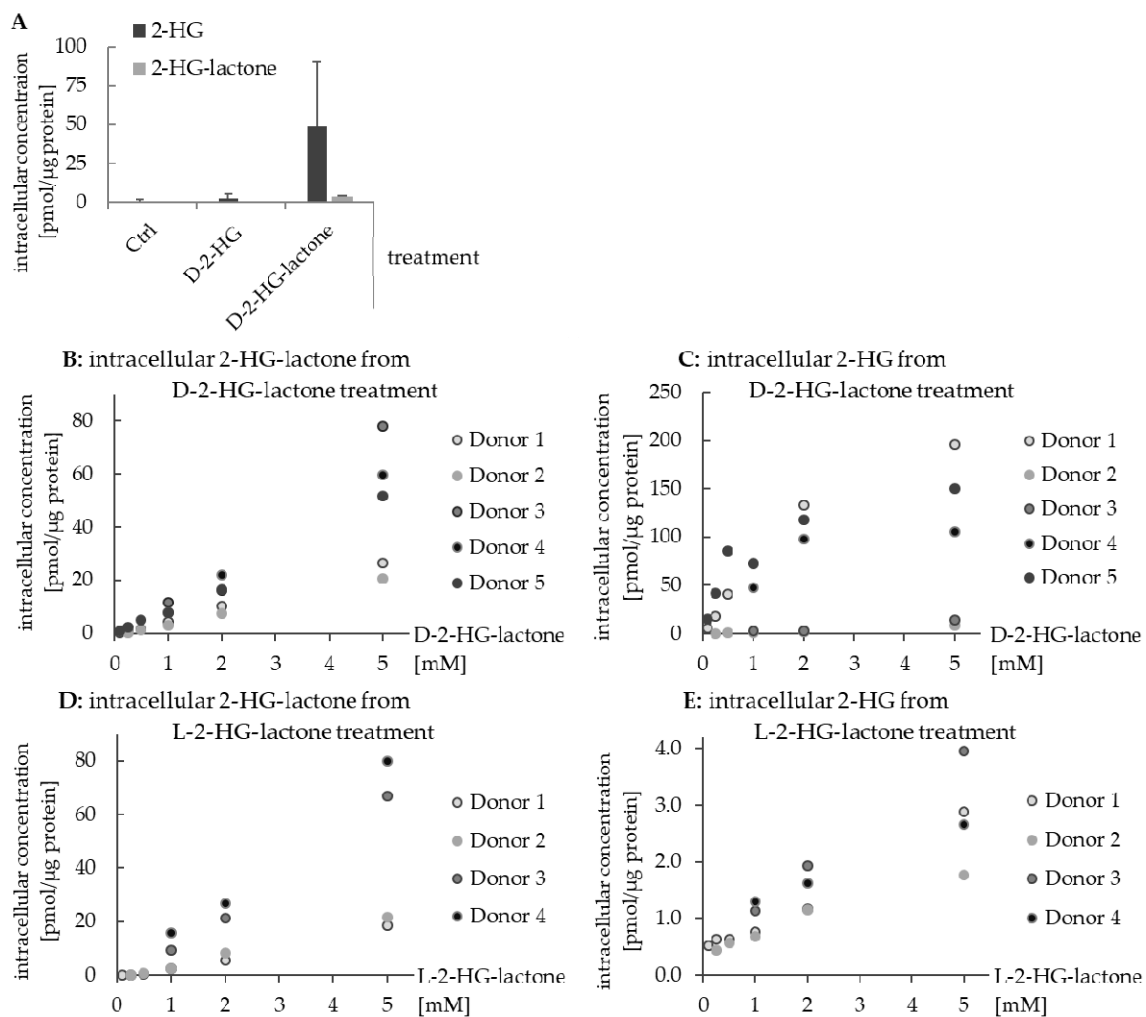 A
2-HG
2-HG-lactone
intracellular concentraion
[pmol/µg protein]
100
75
50
25
0
Ctrl
D-2-HG
D-2-HG-lactone
treatment
B: intracellular 2-HG-lactone from
D-2-HG-lactone treatment
intracellular concentration
[pmol/µg protein]
80
60
40
20
0
0 1 2 3 4 5
Donor 1
Donor 2
Donor 3
Donor 4
Donor 5
D-2-HG-lactone
[mM]
C: intracellular 2-HG from
D-2-HG-lactone treatment
intracellular concentration
[pmol/µg protein]
250
200
150
100
50
0
0 1 2 3 4 5
Donor 1
Donor 2
Donor 3
Donor 4
Donor 5
D-2-HG-lactone
[mM]
D: intracellular 2-HG-lactone from
L-2-HG-lactone treatment
intracellular concentration
[pmol/µg protein]
80
60
40
20
0
0 1 2 3 4 5
Donor 1
Donor 2
Donor 3
Donor 4
L-2-HG-lactone
[mM]
E: intracellular 2-HG from
L-2-HG-lactone treatment
intracellular concentration
[pmol/µg protein]
4.0
3.0
2.0
1.0
0.0
0 1 2 3 4 5
Donor 1
Donor 2
Donor 3
Donor 4
L-2-HG-lactone
[mM]